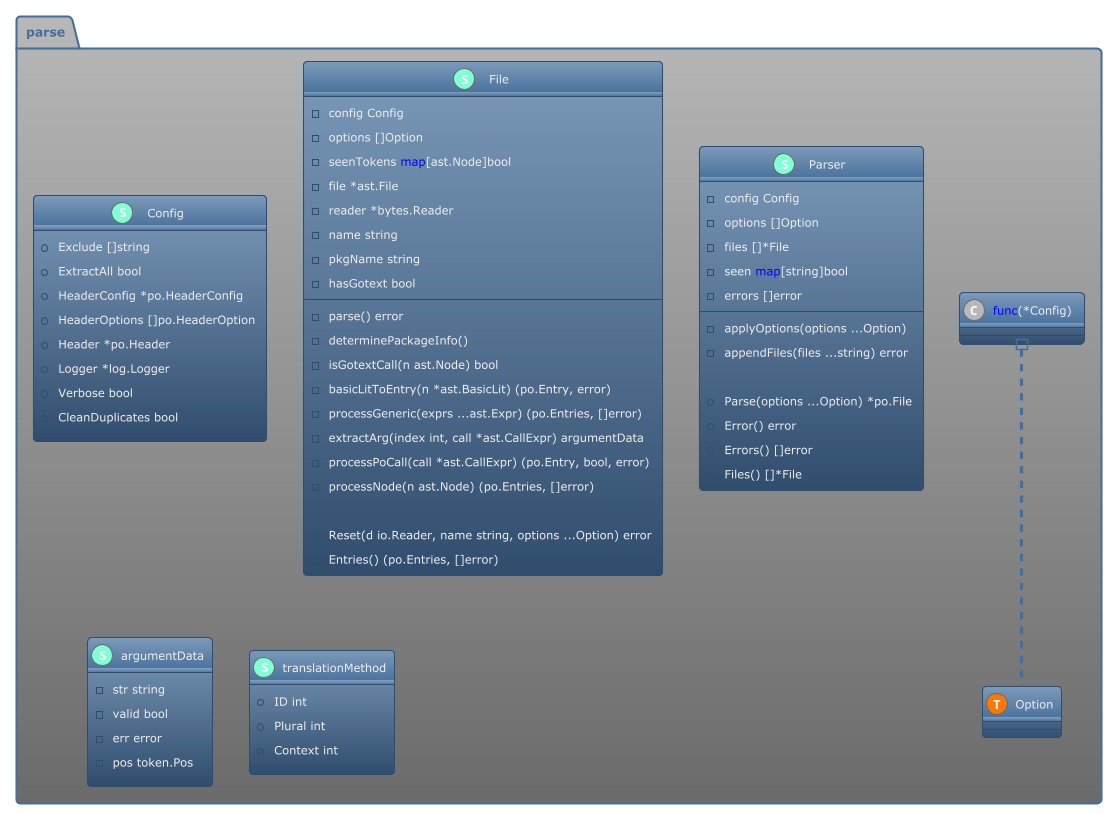 parse
S Config
Exclude []string
ExtractAll bool
HeaderConfig *po.HeaderConfig
HeaderOptions []po.HeaderOption
Header *po.Header
Logger *log.Logger
Verbose bool
CleanDuplicates bool
S File
config Config
options []Option
seenTokens map[ast.Node]bool
file *ast.File
reader *bytes.Reader
name string
pkgName string
hasGotext bool
parse() error
determinePackageInfo()
isGotextCall(n ast.Node) bool
basicLitToEntry(n *ast.BasicLit) (po.Entry, error)
processGeneric(exprs ...ast.Expr) (po.Entries, []error)
extractArg(index int, call *ast.CallExpr) argumentData
processPoCall(call *ast.CallExpr) (po.Entry, bool, error)
processNode(n ast.Node) (po.Entries, []error)
Reset(d io.Reader, name string, options ...Option) error
Entries() (po.Entries, []error)
S Parser
config Config
options []Option
files []*File
seen map[string]bool
errors []error
applyOptions(options ...Option)
appendFiles(files ...string) error
Parse(options ...Option) *po.File
Error() error
Errors() []error
Files() []*File
C func(*Config)
S argumentData
str string
valid bool
err error
pos token.Pos
S translationMethod
ID int
Plural int
Context int
T Option